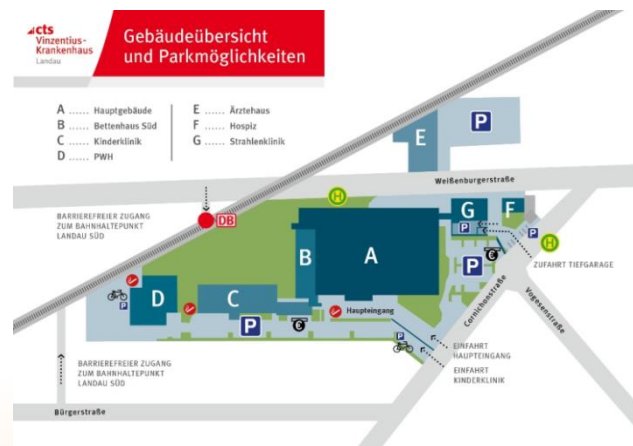 cts
Vinzentius-
Krankenhaus
Landau
Gebäudeübersicht
und Parkmöglichkeiten
A ...... Hauptgebäude
B ...... Bettenhaus Süd
C ...... Kinderklinik
D ...... PWH
E ...... Ärztehaus
F ...... Hospiz
G ...... Strahlenklinik
P
E
Weißenburgerstraße
BARRIEREFREIER ZUGANG
ZUM BAHNHALTEPUNKT
LANDAU SÜD
DB
H
G
F
P
P
H
ZUFAHRT TIEFGARAGE
A
B
P
€
C
D
P
Haupteingang
P
€
P
Cornichonstraße
Vogesenstraße
EINFAHRT
HAUPTEINGANG
EINFAHRT
KINDERKLINIK
BARRIEREFREIER ZUGANG
ZUM BAHNHALTEPUNKT
LANDAU SÜD
Bürgerstraße